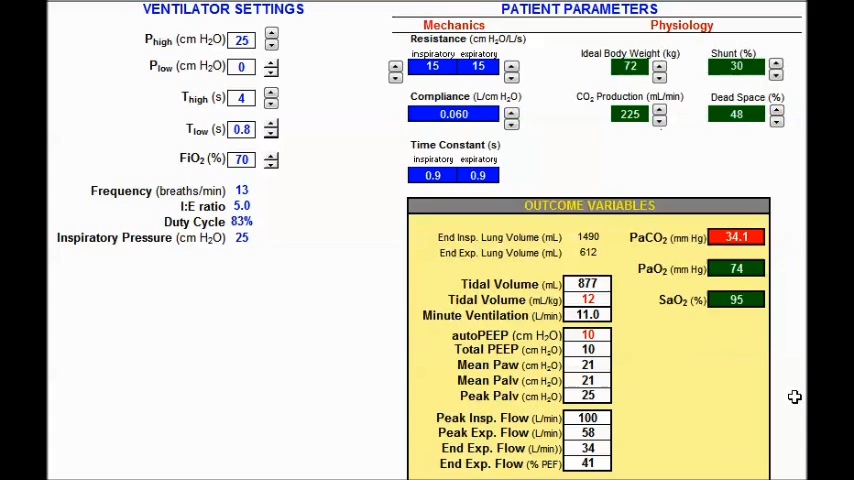 VENTILATOR SETTINGS
Phigh (cm H2O) 25
Plow (cm H2O) 0
Thigh (s) 4
Tlow (s) 0.8
FiO2 (%) 70
Frequency (breaths/min) 13
I:E ratio 5.0
Duty Cycle 83%
Inspiratory Pressure (cm H2O) 25
PATIENT PARAMETERS
Mechanics
Resistance (cm H2O/L/s)
inspiratory expiratory
15 15
Compliance (L/cm H2O)
0.060
Time Constant (s)
inspiratory expiratory
0.9 0.9
Physiology
Ideal Body Weight (kg) Shunt (%)
72 30
CO2 Production (mL/min) Dead Space (%)
225 48
OUTCOME VARIABLES
End Insp. Lung Volume (mL) 1490
End Exp. Lung Volume (mL) 612
Tidal Volume (mL) 877
Tidal Volume (mL/kg) 12
Minute Ventilation (L/min) 11.0
autoPEEP (cm H2O) 10
Total PEEP (cm H2O) 10
Mean Paw (cm H2O) 21
Mean Palv (cm H2O) 21
Peak Palv (cm H2O) 25
Peak Insp. Flow (L/min) 100
Peak Exp. Flow (L/min) 58
End Exp. Flow (L/min)) 34
End Exp. Flow (% PEF) 41
PaCO2 (mm Hg) 34.1
PaO2 (mm Hg) 74
SaO2 (%) 95